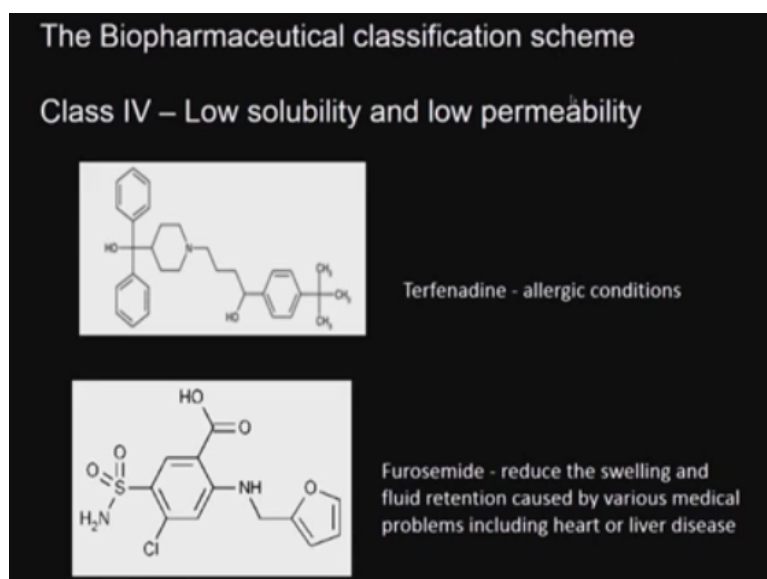 The Biopharmaceutical classification scheme
Class IV – Low solubility and low permeability
HO
N
HO
CH₃
CH₃
CH₃
Terfenadine - allergic conditions
HO
O
O
O
S
H₂N
Cl
NH
O
Furosemide - reduce the swelling and
fluid retention caused by various medical
problems including heart or liver disease